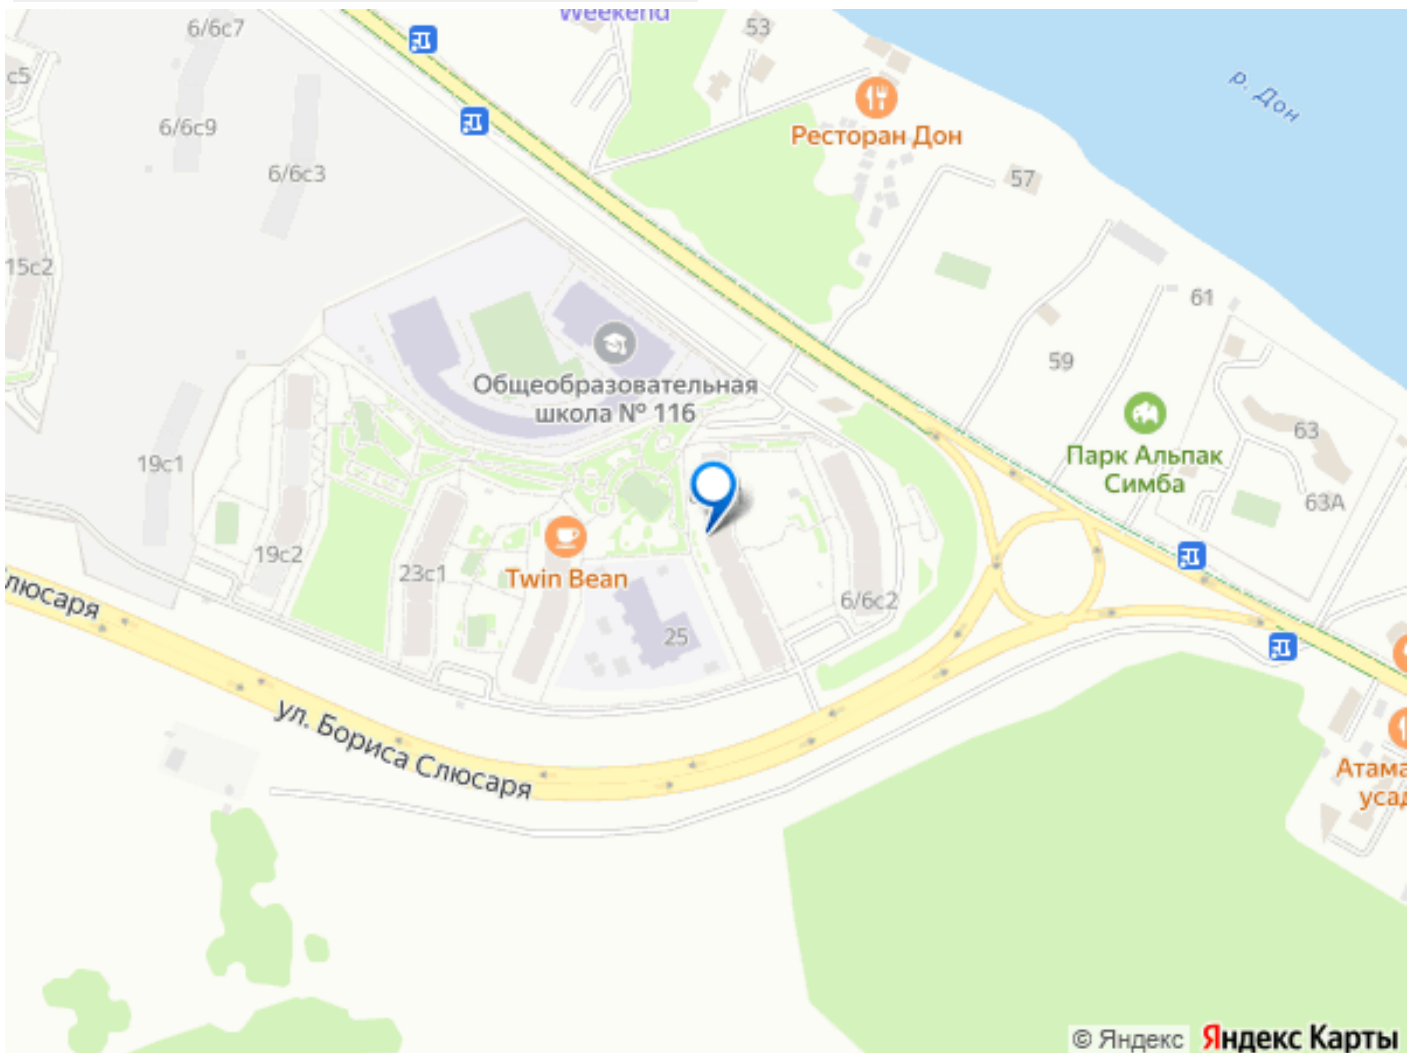 Weekend
6/6с7
53
с5
р. Дон
6/6с9
Ресторан Дон
6/6с3
57
15с2
61
59
Общеобразовательная
школа № 116
63
Парк Альпак
Симба
19с1
63А
19с2
23с1
Twin Bean
6/6с2
люсаря
25
ул. Бориса Слюсаря
Атама
усад
© Яндекс Яндекс Карты